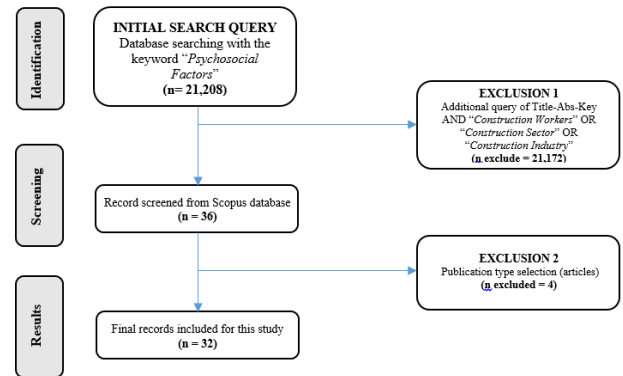 Identification
INITIAL SEARCH QUERY
Database searching with the
keyword “Psychosocial
Factors”
(n= 21,208)
EXCLUSION 1
Additional query of Title-Abs-Key
AND “Construction Workers” OR
“Construction Sector” OR
“Construction Industry”
(n exclude = 21,172)
Screening
Record screened from Scopus database
(n = 36)
EXCLUSION 2
Publication type selection (articles)
(n excluded = 4)
Results
Final records included for this study
(n = 32)